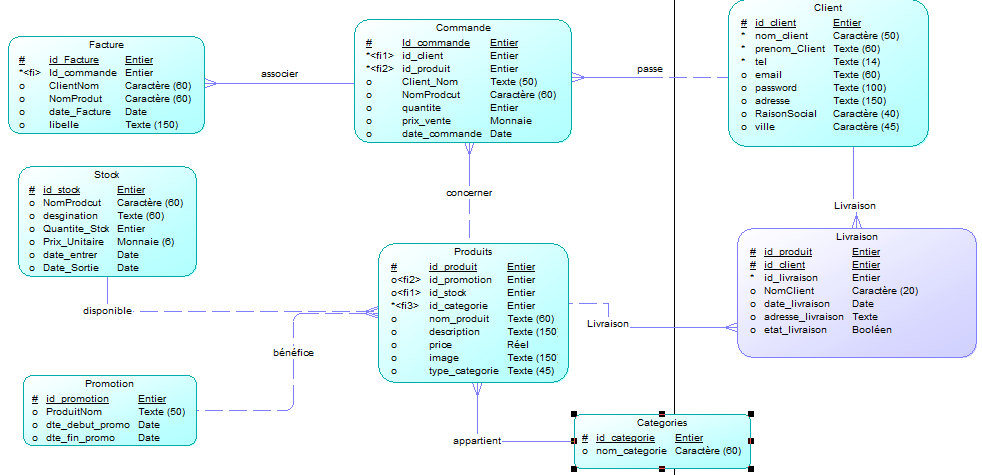 Facture
# id_Facture Entier
*<fi> Id_commande Entier
o ClientNom Caractère (60)
o NomProdut Caractère (60)
o date_Facture Date
o libelle Texte (150)
associer
Commande
# Id_commande Entier
*<fi1> id_client Entier
*<fi2> id_produit Entier
o Client_Nom Texte (50)
o NomProdcut Caractère (60)
o quantite Entier
o prix_vente Monnaie
o date_commande Date
passe
Client
# id_client Entier
* nom_client Caractère (50)
* prenom_Client Texte (60)
* tel Texte (14)
o email Texte (60)
o password Texte (100)
o adresse Texte (150)
o RaisonSocial Caractère (40)
o ville Caractère (45)
Stock
# id_stock Entier
o NomProdcut Caractère (60)
o desgination Texte (60)
o Quantite_Stck Entier
o Prix_Unitaire Monnaie (6)
o date_entrer Date
o Date_Sortie Date
concerner
Livraison
disponible
Produits
# id_produit Entier
o<fi2> id_promotion Entier
o<fi1> id_stock Entier
*<fi3> id_categorie Entier
o nom_produit Texte (60)
o description Texte (150
o price Réel
o image Texte (150
o type_categorie Texte (45)
Livraison
Livraison
# id_produit Entier
# id_client Entier
* id_livraison Entier
o NomClient Caractère (20)
o date_livraison Date
o adresse_livraison Texte
o etat_livraison Booléen
bénéfice
Promotion
# id_promotion Entier
o ProduitNom Texte (50)
o dte_debut_promo Date
o dte_fin_promo Date
appartient
Categories
# id_categorie Entier
o nom_categorie Caractère (60)